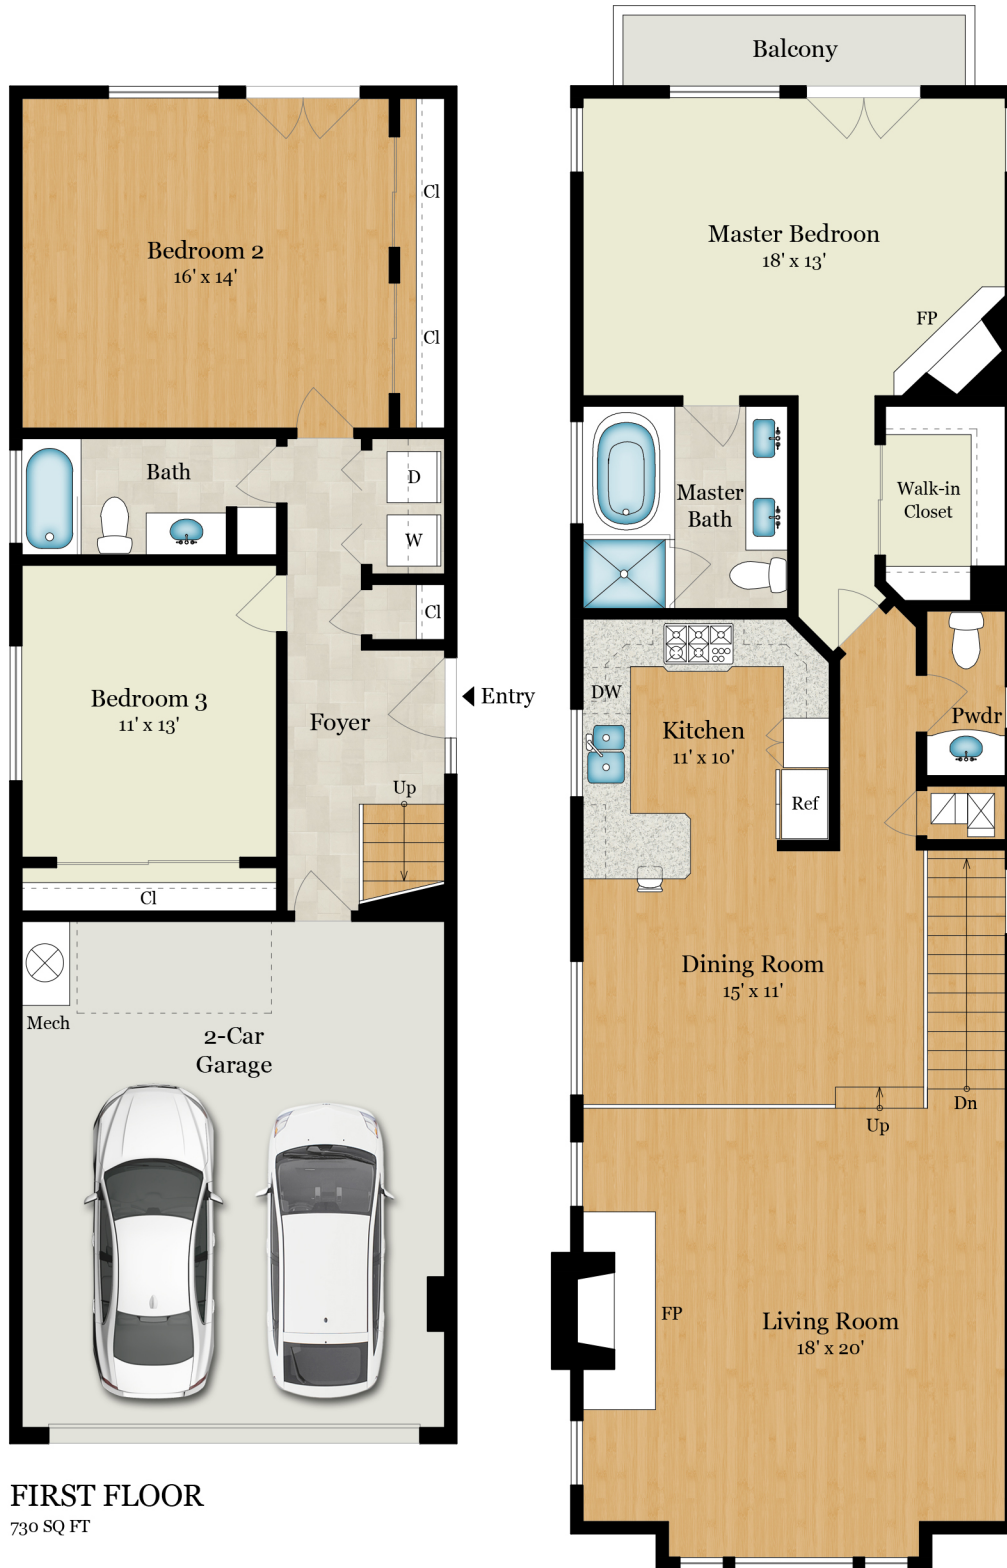 Bedroom 2
16' x 14'
Cl
Cl
Bath
D
W
Cl
Bedroom 3
11' x 13'
Foyer
Entry
Up
Cl
Mech
2-Car
Garage
FIRST FLOOR
730 SQ FT
Balcony
Master Bedroon
18' x 13'
FP
Master
Bath
Walk-in
Closet
DW
Kitchen
11' x 10'
Ref
Pwdr
Dining Room
15' x 11'
Dn
Up
FP
Living Room
18' x 20'